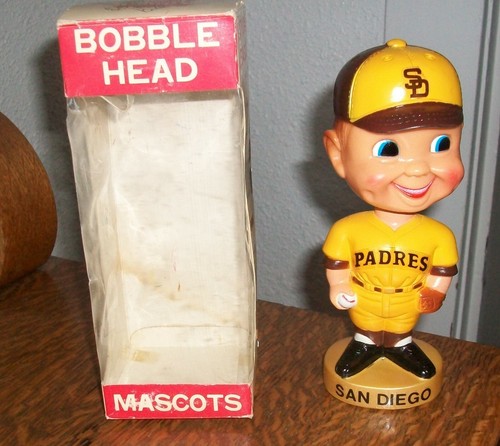 BOBBLE
HEAD
MASCOTS
SD
PADRES
SAN DIEGO